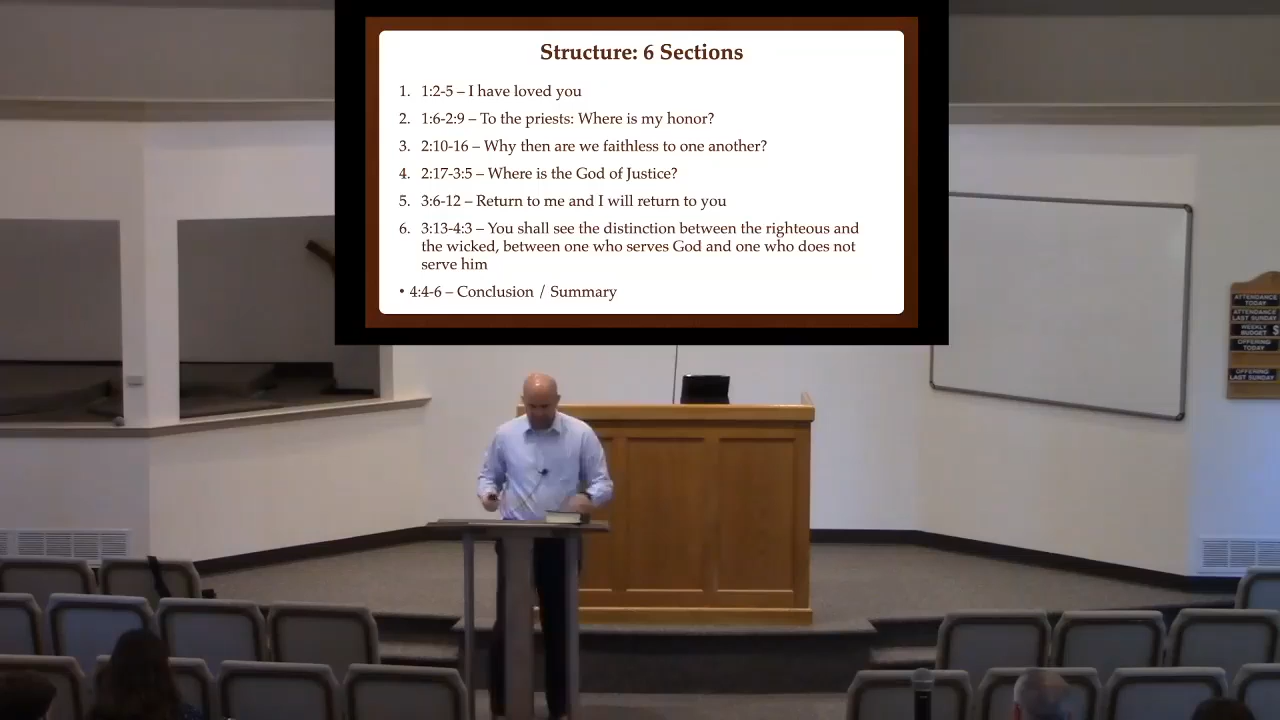 Structure: 6 Sections
1. 1:2-5 – I have loved you
2. 1:6-2:9 – To the priests: Where is my honor?
3. 2:10-16 – Why then are we faithless to one another?
4. 2:17-3:5 – Where is the God of Justice?
5. 3:6-12 – Return to me and I will return to you
6. 3:13-4:3 – You shall see the distinction between the righteous and
the wicked, between one who serves God and one who does not
serve him
• 4:4-6 – Conclusion / Summary
ATTENDANCE
TODAY
ATTENDANCE
LAST SUNDAY
WEEKLY
BUDGET $
OFFERING
TODAY
OFFERING
LAST SUNDAY